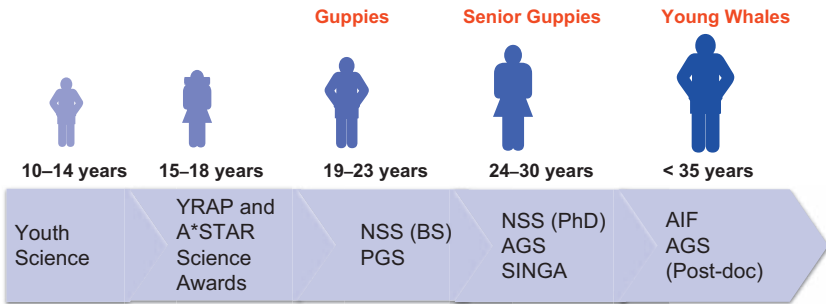 Guppies Senior Guppies Young Whales
10–14 years 15–18 years 19–23 years 24–30 years < 35 years
Youth
Science
YRAP and
A*STAR
Science
Awards
NSS (BS)
PGS
NSS (PhD)
AGS
SINGA
AIF
AGS
(Post-doc)